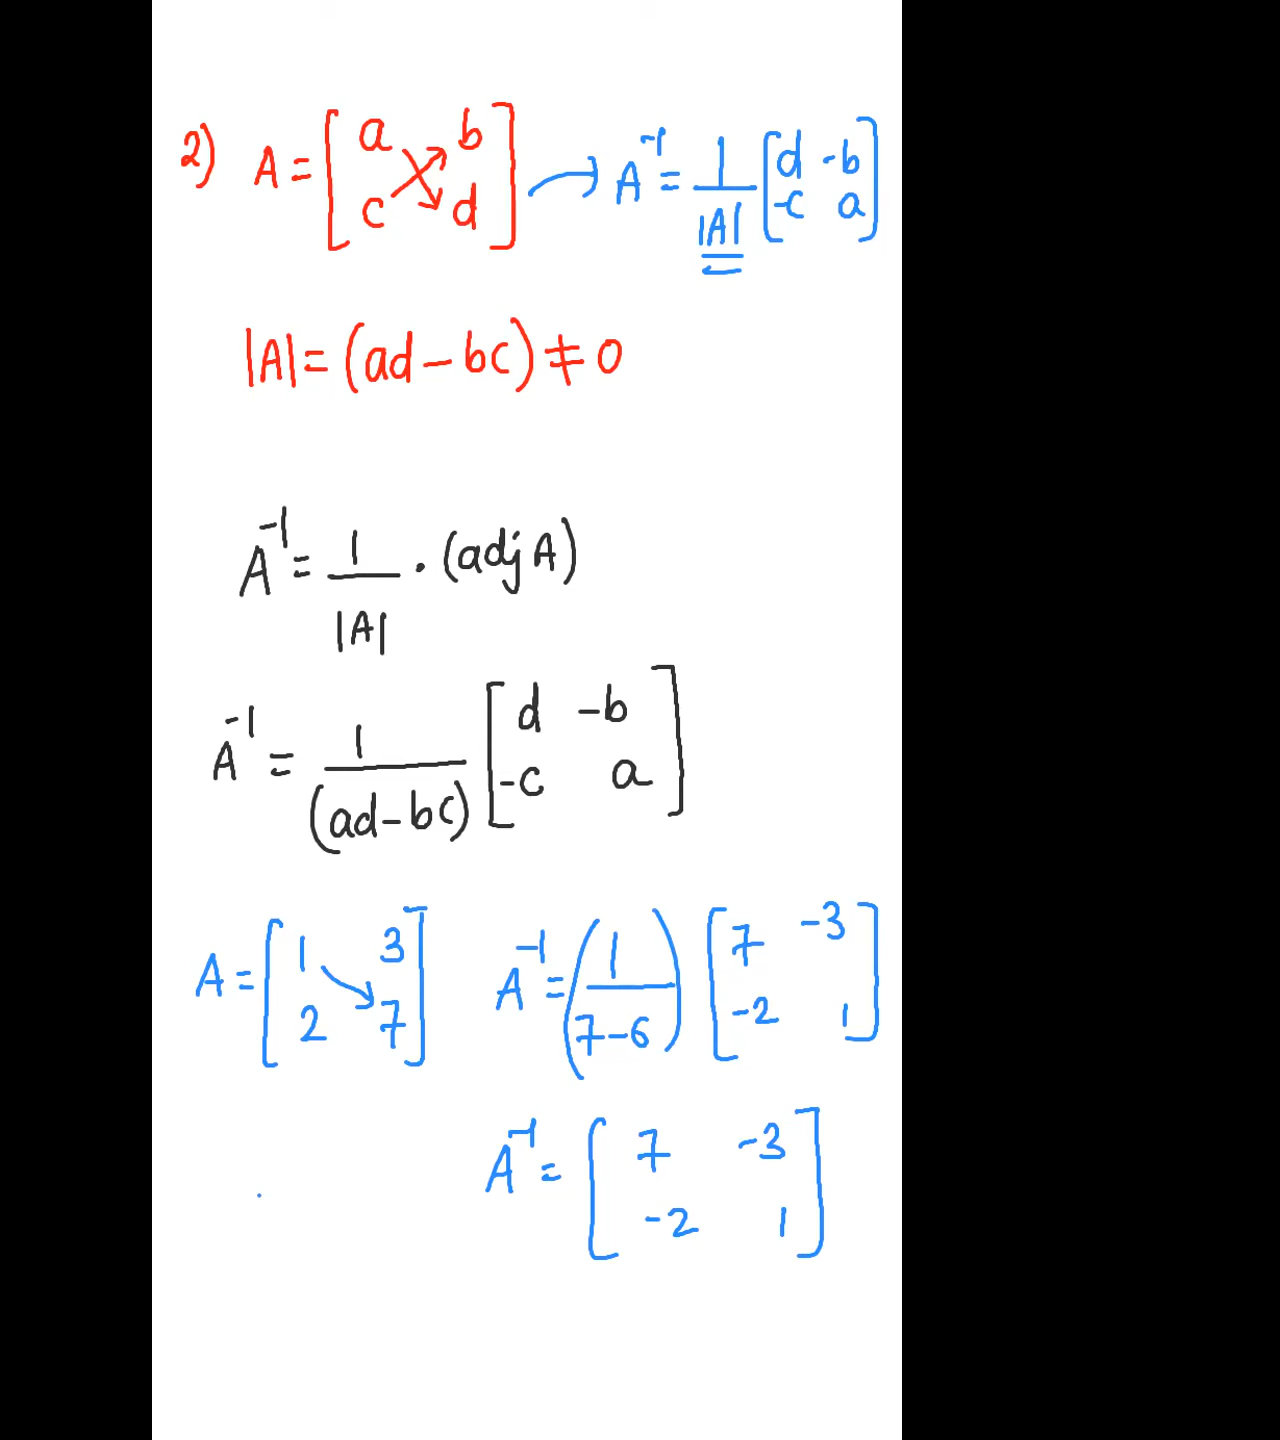 2) A = [a b; c d] → A⁻¹ = 1/|A| [d -b; -c a]
|A| = (ad - bc) ≠ 0
A⁻¹ = 1/|A| . (adj A)
A⁻¹ = 1/(ad - bc) [d -b; -c a]
A = [1 3; 2 7] A⁻¹ = (1/(7-6)) [7 -3; -2 1]
A⁻¹ = [7 -3; -2 1]